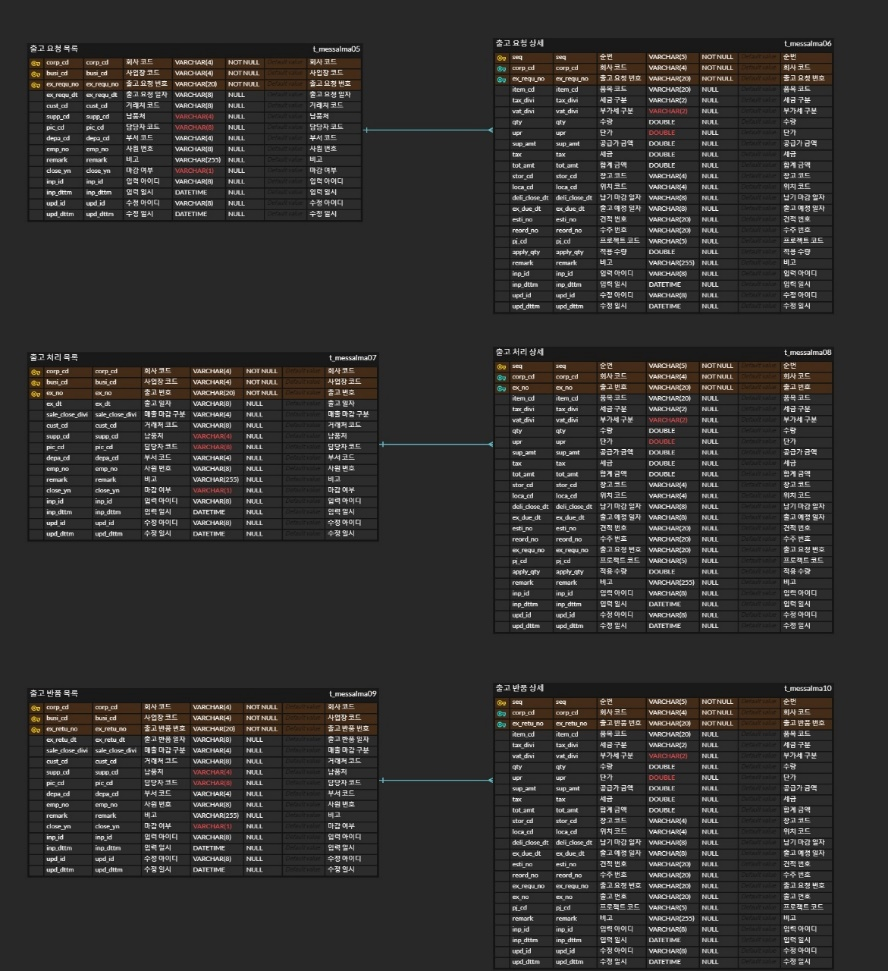 출고 요청 목록 t_messalma05
corp_cd corp_cd 회사 코드 VARCHAR(4) NOT NULL 회사 코드
busi_cd busi_cd 사업장 코드 VARCHAR(4) NOT NULL 사업장 코드
ex_requ_no ex_requ_no 출고 요청 번호 VARCHAR(20) NOT NULL 출고 요청 번호
ex_requ_dt ex_requ_dt 출고 요청 일자 VARCHAR(8) NULL 출고 요청 일자
cust_cd cust_cd 거래처 코드 VARCHAR(8) NULL 거래처 코드
supp_cd supp_cd 납품처 VARCHAR(4) NULL 납품처
pic_cd pic_cd 담당자 코드 VARCHAR(8) NULL 담당자 코드
depa_cd depa_cd 부서 코드 VARCHAR(4) NULL 부서 코드
emp_no emp_no 사원 번호 VARCHAR(8) NULL 사원 번호
remark remark 비고 VARCHAR(255) NULL 비고
close_yn close_yn 마감 여부 VARCHAR(1) NULL 마감 여부
inp_id inp_id 입력 아이디 VARCHAR(8) NULL 입력 아이디
inp_dttm inp_dttm 입력 일시 DATETIME NULL 입력 일시
upd_id upd_id 수정 아이디 VARCHAR(8) NULL 수정 아이디
upd_dttm upd_dttm 수정 일시 DATETIME NULL 수정 일시
출고 요청 상세 t_messalma06
seq seq 순번 VARCHAR(5) NOT NULL 순번
corp_cd corp_cd 회사 코드 VARCHAR(4) NOT NULL 회사 코드
ex_requ_no ex_requ_no 출고 요청 번호 VARCHAR(20) NOT NULL 출고 요청 번호
item_cd item_cd 품목 코드 VARCHAR(20) NULL 품목 코드
tax_divi tax_divi 세금 구분 VARCHAR(2) NULL 세금 구분
vat_divi vat_divi 부가세 구분 VARCHAR(2) NULL 부가세 구분
qty qty 수량 DOUBLE NULL 수량
upr upr 단가 DOUBLE NULL 단가
sup_amt sup_amt 공급가 금액 DOUBLE NULL 공급가 금액
tax tax 세금 DOUBLE NULL 세금
tot_amt tot_amt 합계 금액 DOUBLE NULL 합계 금액
stor_cd stor_cd 창고 코드 VARCHAR(4) NULL 창고 코드
loca_cd loca_cd 위치 코드 VARCHAR(4) NULL 위치 코드
deli_close_dt deli_close_dt 납기 마감 일자 VARCHAR(8) NULL 납기 마감 일자
ex_due_dt ex_due_dt 출고 예정 일자 VARCHAR(8) NULL 출고 예정 일자
esti_no esti_no 견적 번호 VARCHAR(20) NULL 견적 번호
reord_no reord_no 수주 번호 VARCHAR(20) NULL 수주 번호
pj_cd pj_cd 프로젝트 코드 VARCHAR(5) NULL 프로젝트 코드
apply_qty apply_qty 적용 수량 DOUBLE NULL 적용 수량
remark remark 비고 VARCHAR(255) NULL 비고
inp_id inp_id 입력 아이디 VARCHAR(8) NULL 입력 아이디
inp_dttm inp_dttm 입력 일시 DATETIME NULL 입력 일시
upd_id upd_id 수정 아이디 VARCHAR(8) NULL 수정 아이디
upd_dttm upd_dttm 수정 일시 DATETIME NULL 수정 일시
출고 처리 목록 t_messalma07
corp_cd corp_cd 회사 코드 VARCHAR(4) NOT NULL 회사 코드
busi_cd busi_cd 사업장 코드 VARCHAR(4) NOT NULL 사업장 코드
ex_no ex_no 출고 번호 VARCHAR(20) NOT NULL 출고 번호
ex_dt ex_dt 출고 일자 VARCHAR(8) NULL 출고 일자
sale_close_divi sale_close_divi 매출 마감 구분 VARCHAR(4) NULL 매출 마감 구분
cust_cd cust_cd 거래처 코드 VARCHAR(8) NULL 거래처 코드
supp_cd supp_cd 납품처 VARCHAR(4) NULL 납품처
pic_cd pic_cd 담당자 코드 VARCHAR(8) NULL 담당자 코드
depa_cd depa_cd 부서 코드 VARCHAR(4) NULL 부서 코드
emp_no emp_no 사원 번호 VARCHAR(8) NULL 사원 번호
remark remark 비고 VARCHAR(255) NULL 비고
close_yn close_yn 마감 여부 VARCHAR(1) NULL 마감 여부
inp_id inp_id 입력 아이디 VARCHAR(8) NULL 입력 아이디
inp_dttm inp_dttm 입력 일시 DATETIME NULL 입력 일시
upd_id upd_id 수정 아이디 VARCHAR(8) NULL 수정 아이디
upd_dttm upd_dttm 수정 일시 DATETIME NULL 수정 일시
출고 처리 상세 t_messalma08
seq seq 순번 VARCHAR(5) NOT NULL 순번
corp_cd corp_cd 회사 코드 VARCHAR(4) NOT NULL 회사 코드
ex_no ex_no 출고 번호 VARCHAR(20) NOT NULL 출고 번호
item_cd item_cd 품목 코드 VARCHAR(20) NULL 품목 코드
tax_divi tax_divi 세금 구분 VARCHAR(2) NULL 세금 구분
vat_divi vat_divi 부가세 구분 VARCHAR(2) NULL 부가세 구분
qty qty 수량 DOUBLE NULL 수량
upr upr 단가 DOUBLE NULL 단가
sup_amt sup_amt 공급가 금액 DOUBLE NULL 공급가 금액
tax tax 세금 DOUBLE NULL 세금
tot_amt tot_amt 합계 금액 DOUBLE NULL 합계 금액
stor_cd stor_cd 창고 코드 VARCHAR(4) NULL 창고 코드
loca_cd loca_cd 위치 코드 VARCHAR(4) NULL 위치 코드
deli_close_dt deli_close_dt 납기 마감 일자 VARCHAR(8) NULL 납기 마감 일자
ex_due_dt ex_due_dt 출고 예정 일자 VARCHAR(8) NULL 출고 예정 일자
esti_no esti_no 견적 번호 VARCHAR(20) NULL 견적 번호
reord_no reord_no 수주 번호 VARCHAR(20) NULL 수주 번호
ex_requ_no ex_requ_no 출고 요청 번호 VARCHAR(20) NULL 출고 요청 번호
pj_cd pj_cd 프로젝트 코드 VARCHAR(5) NULL 프로젝트 코드
apply_qty apply_qty 적용 수량 DOUBLE NULL 적용 수량
remark remark 비고 VARCHAR(255) NULL 비고
inp_id inp_id 입력 아이디 VARCHAR(8) NULL 입력 아이디
inp_dttm inp_dttm 입력 일시 DATETIME NULL 입력 일시
upd_id upd_id 수정 아이디 VARCHAR(8) NULL 수정 아이디
upd_dttm upd_dttm 수정 일시 DATETIME NULL 수정 일시
출고 반품 목록 t_messalma09
corp_cd corp_cd 회사 코드 VARCHAR(4) NOT NULL 회사 코드
busi_cd busi_cd 사업장 코드 VARCHAR(4) NOT NULL 사업장 코드
ex_retu_no ex_retu_no 출고 반품 번호 VARCHAR(20) NOT NULL 출고 반품 번호
ex_retu_dt ex_retu_dt 출고 반품 일자 VARCHAR(8) NULL 출고 반품 일자
sale_close_divi sale_close_divi 매출 마감 구분 VARCHAR(4) NULL 매출 마감 구분
cust_cd cust_cd 거래처 코드 VARCHAR(8) NULL 거래처 코드
supp_cd supp_cd 납품처 VARCHAR(4) NULL 납품처
pic_cd pic_cd 담당자 코드 VARCHAR(8) NULL 담당자 코드
depa_cd depa_cd 부서 코드 VARCHAR(4) NULL 부서 코드
emp_no emp_no 사원 번호 VARCHAR(8) NULL 사원 번호
remark remark 비고 VARCHAR(255) NULL 비고
close_yn close_yn 마감 여부 VARCHAR(1) NULL 마감 여부
inp_id inp_id 입력 아이디 VARCHAR(8) NULL 입력 아이디
inp_dttm inp_dttm 입력 일시 DATETIME NULL 입력 일시
upd_id upd_id 수정 아이디 VARCHAR(8) NULL 수정 아이디
upd_dttm upd_dttm 수정 일시 DATETIME NULL 수정 일시
출고 반품 상세 t_messalma10
seq seq 순번 VARCHAR(5) NOT NULL 순번
corp_cd corp_cd 회사 코드 VARCHAR(4) NOT NULL 회사 코드
ex_retu_no ex_retu_no 출고 반품 번호 VARCHAR(20) NOT NULL 출고 반품 번호
item_cd item_cd 품목 코드 VARCHAR(20) NULL 품목 코드
tax_divi tax_divi 세금 구분 VARCHAR(2) NULL 세금 구분
vat_divi vat_divi 부가세 구분 VARCHAR(2) NULL 부가세 구분
qty qty 수량 DOUBLE NULL 수량
upr upr 단가 DOUBLE NULL 단가
sup_amt sup_amt 공급가 금액 DOUBLE NULL 공급가 금액
tax tax 세금 DOUBLE NULL 세금
tot_amt tot_amt 합계 금액 DOUBLE NULL 합계 금액
stor_cd stor_cd 창고 코드 VARCHAR(4) NULL 창고 코드
loca_cd loca_cd 위치 코드 VARCHAR(4) NULL 위치 코드
deli_close_dt deli_close_dt 납기 마감 일자 VARCHAR(8) NULL 납기 마감 일자
ex_due_dt ex_due_dt 출고 예정 일자 VARCHAR(8) NULL 출고 예정 일자
esti_no esti_no 견적 번호 VARCHAR(20) NULL 견적 번호
reord_no reord_no 수주 번호 VARCHAR(20) NULL 수주 번호
ex_requ_no ex_requ_no 출고 요청 번호 VARCHAR(20) NULL 출고 요청 번호
ex_no ex_no 출고 번호 VARCHAR(20) NULL 출고 번호
pj_cd pj_cd 프로젝트 코드 VARCHAR(5) NULL 프로젝트 코드
remark remark 비고 VARCHAR(255) NULL 비고
inp_id inp_id 입력 아이디 VARCHAR(8) NULL 입력 아이디
inp_dttm inp_dttm 입력 일시 DATETIME NULL 입력 일시
upd_id upd_id 수정 아이디 VARCHAR(8) NULL 수정 아이디
upd_dttm upd_dttm 수정 일시 DATETIME NULL 수정 일시